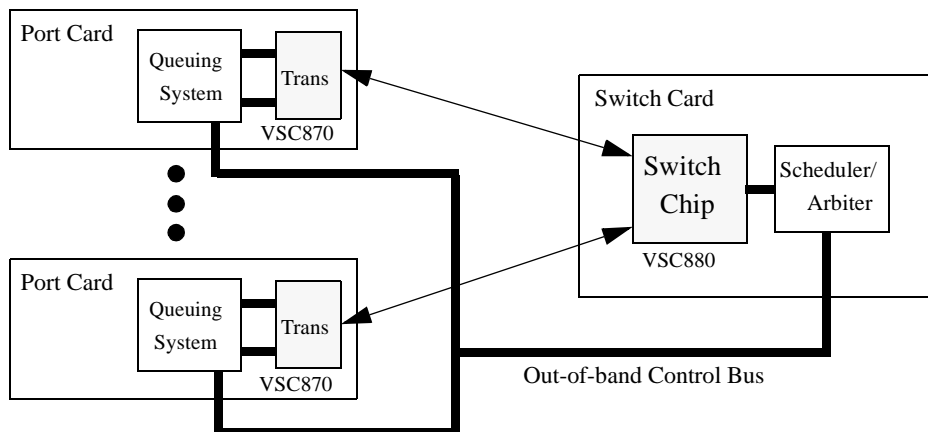 Port Card
Queuing
System
Trans
VSC870
Switch Card
Switch
Chip
Scheduler/
Arbiter
VSC880
Port Card
Queuing
System
Trans
VSC870
Out-of-band Control Bus